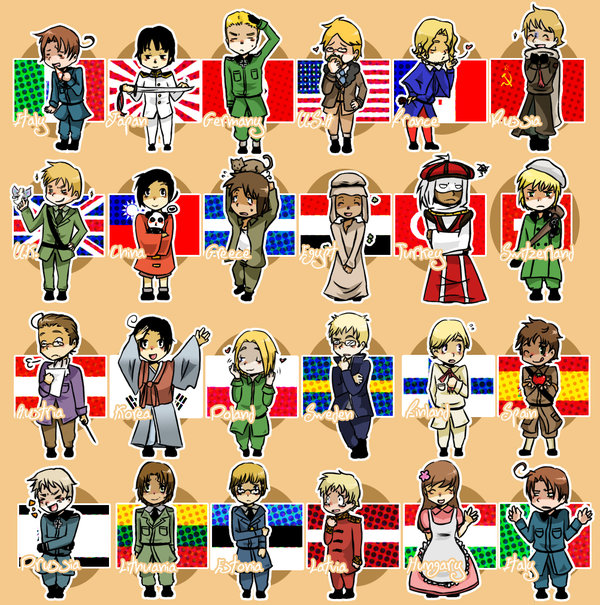 Italy Japan Germany U.S.A France Russia
U.K. China Greece Egypt Turkey Switzerland
Austria Korea Poland Sweden Finland Spain
Prussia Lithuania Estonia Latvia Hungary Italy